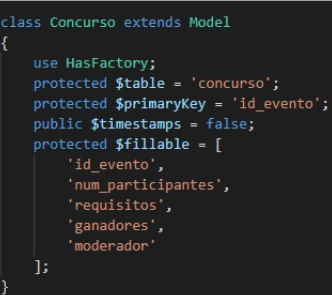 class Concurso extends Model
{
    use HasFactory;
    protected $table = 'concurso';
    protected $primaryKey = 'id_evento';
    public $timestamps = false;
    protected $fillable = [
        'id_evento',
        'num_participantes',
        'requisitos',
        'ganadores',
        'moderador'
    ];
}